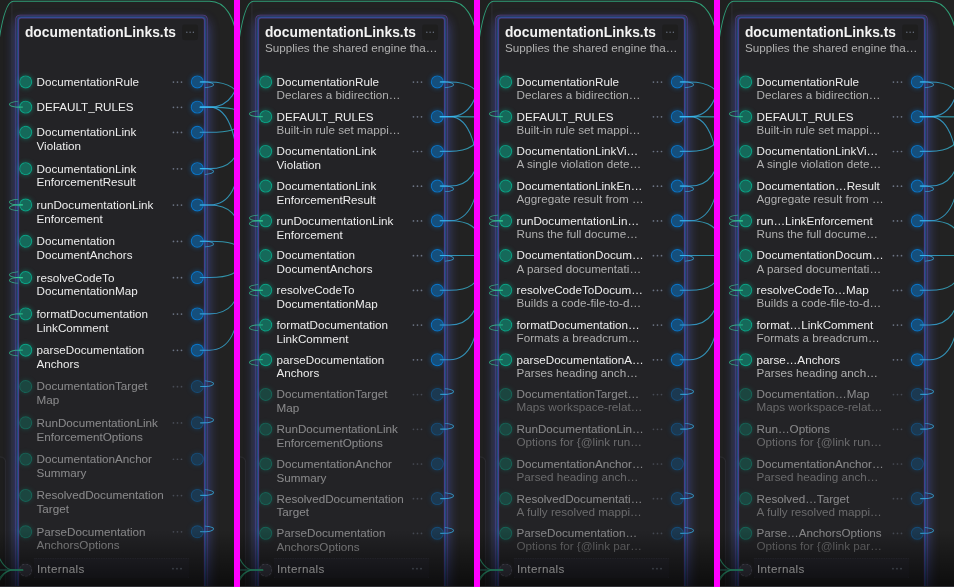 documentationLinks.ts ...
DocumentationRule ...
DEFAULT_RULES ...
DocumentationLink ...
Violation
DocumentationLink ...
EnforcementResult
runDocumentationLink ...
Enforcement
Documentation ...
DocumentAnchors
resolveCodeTo ...
DocumentationMap
formatDocumentation ...
LinkComment
parseDocumentation ...
Anchors
DocumentationTarget ...
Map
RunDocumentationLink ...
EnforcementOptions
DocumentationAnchor ...
Summary
ResolvedDocumentation ...
Target
ParseDocumentation ...
AnchorsOptions
Internals ...
documentationLinks.ts ...
Supplies the shared engine tha…
DocumentationRule ...
Declares a bidirection…
DEFAULT_RULES ...
Built-in rule set mappi…
DocumentationLink ...
Violation
DocumentationLink ...
EnforcementResult
runDocumentationLink ...
Enforcement
Documentation ...
DocumentAnchors
resolveCodeTo ...
DocumentationMap
formatDocumentation ...
LinkComment
parseDocumentation ...
Anchors
DocumentationTarget ...
Map
RunDocumentationLink ...
EnforcementOptions
DocumentationAnchor ...
Summary
ResolvedDocumentation ...
Target
ParseDocumentation ...
AnchorsOptions
Internals ...
documentationLinks.ts ...
Supplies the shared engine tha…
DocumentationRule ...
Declares a bidirection…
DEFAULT_RULES ...
Built-in rule set mappi…
DocumentationLinkVi… ...
A single violation dete…
DocumentationLinkEn… ...
Aggregate result from …
runDocumentationLin… ...
Runs the full docume…
DocumentationDocum… ...
A parsed documentati…
resolveCodeToDocum… ...
Builds a code-file-to-d…
formatDocumentation… ...
Formats a breadcrum…
parseDocumentationA… ...
Parses heading anch…
DocumentationTarget… ...
Maps workspace-relat…
RunDocumentationLin… ...
Options for {@link run…
DocumentationAnchor… ...
Parsed heading anch…
ResolvedDocumentati… ...
A fully resolved mappi…
ParseDocumentation… ...
Options for {@link par…
Internals ...
documentationLinks.ts ...
Supplies the shared engine tha…
DocumentationRule ...
Declares a bidirection…
DEFAULT_RULES ...
Built-in rule set mappi…
DocumentationLinkVi… ...
A single violation dete…
Documentation…Result ...
Aggregate result from …
run…LinkEnforcement ...
Runs the full docume…
DocumentationDocum… ...
A parsed documentati…
resolveCodeTo…Map ...
Builds a code-file-to-d…
format…LinkComment ...
Formats a breadcrum…
parse…Anchors ...
Parses heading anch…
Documentation…Map ...
Maps workspace-relat…
Run…Options ...
Options for {@link run…
DocumentationAnchor… ...
Parsed heading anch…
Resolved…Target ...
A fully resolved mappi…
Parse…AnchorsOptions ...
Options for {@link par…
Internals ...